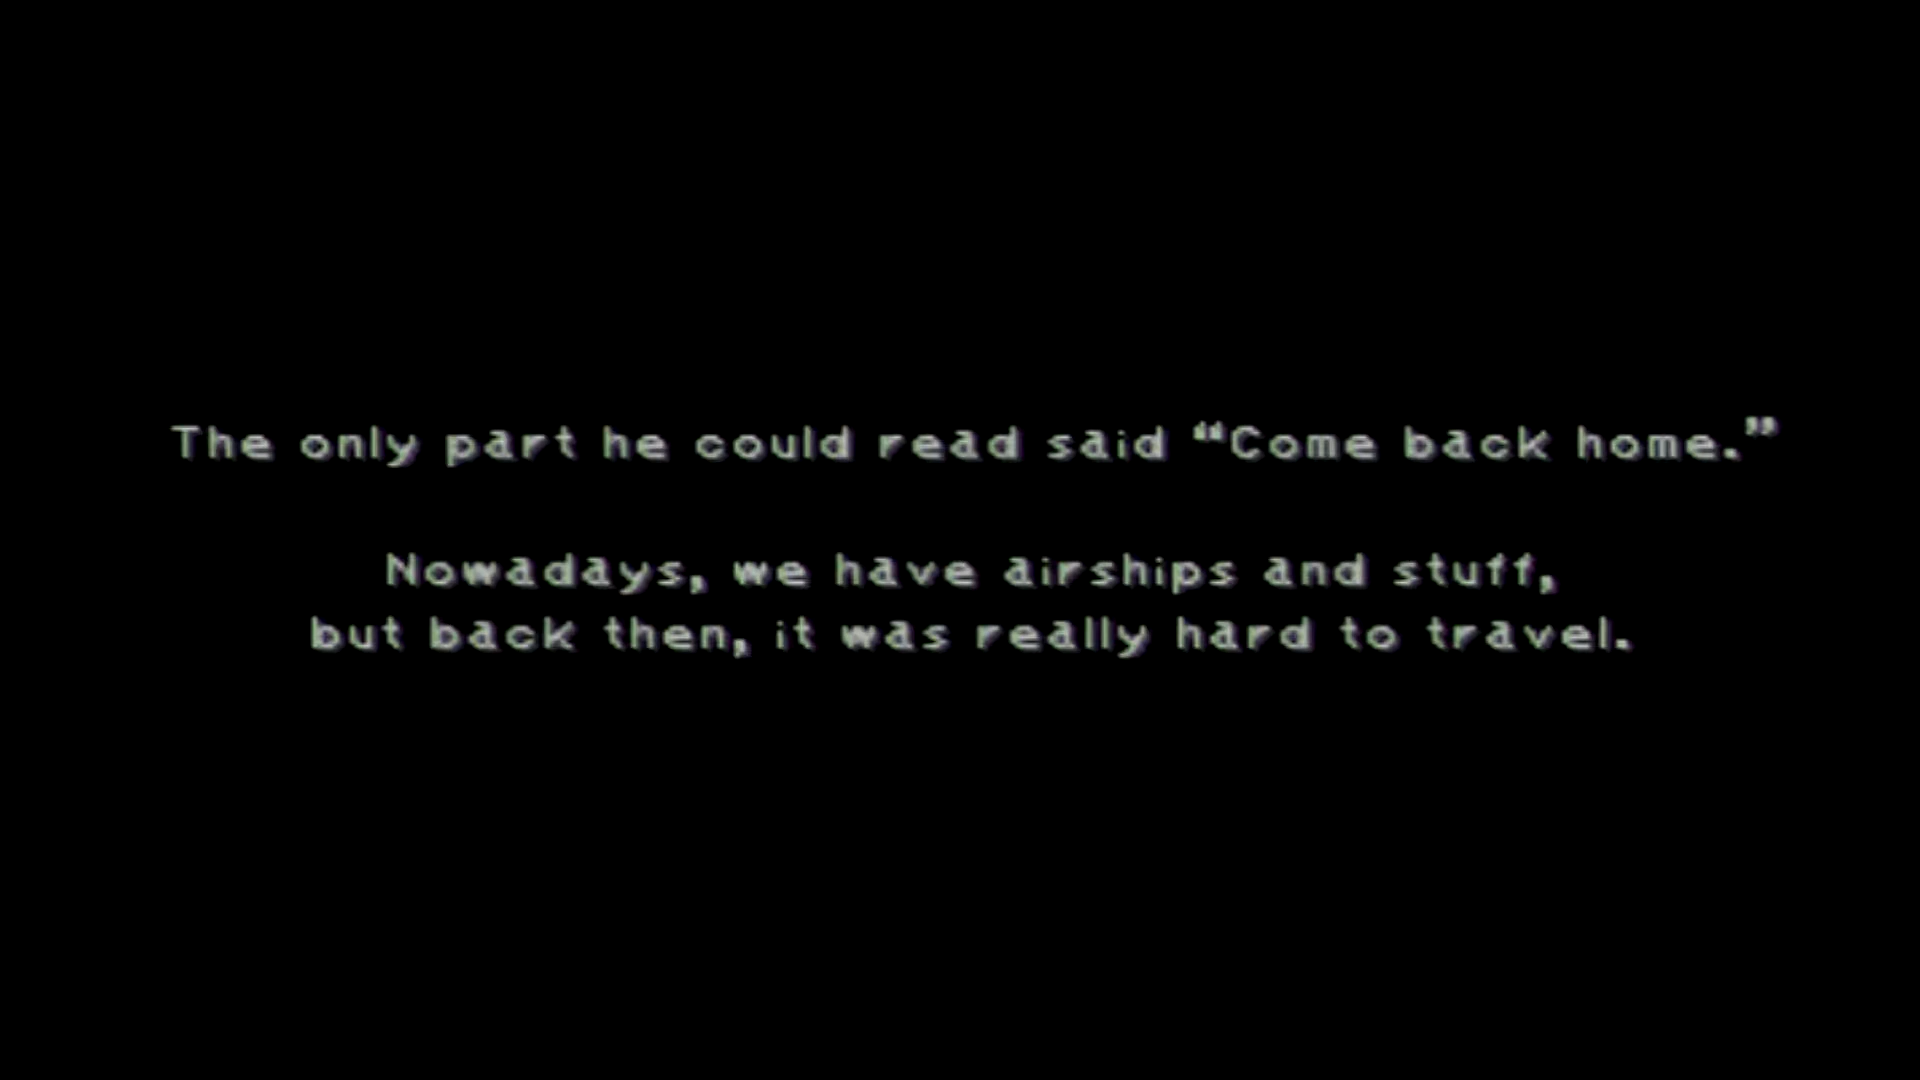 The only part he could read said “Come back home.”
Nowadays, we have airships and stuff,
but back then, it was really hard to travel.